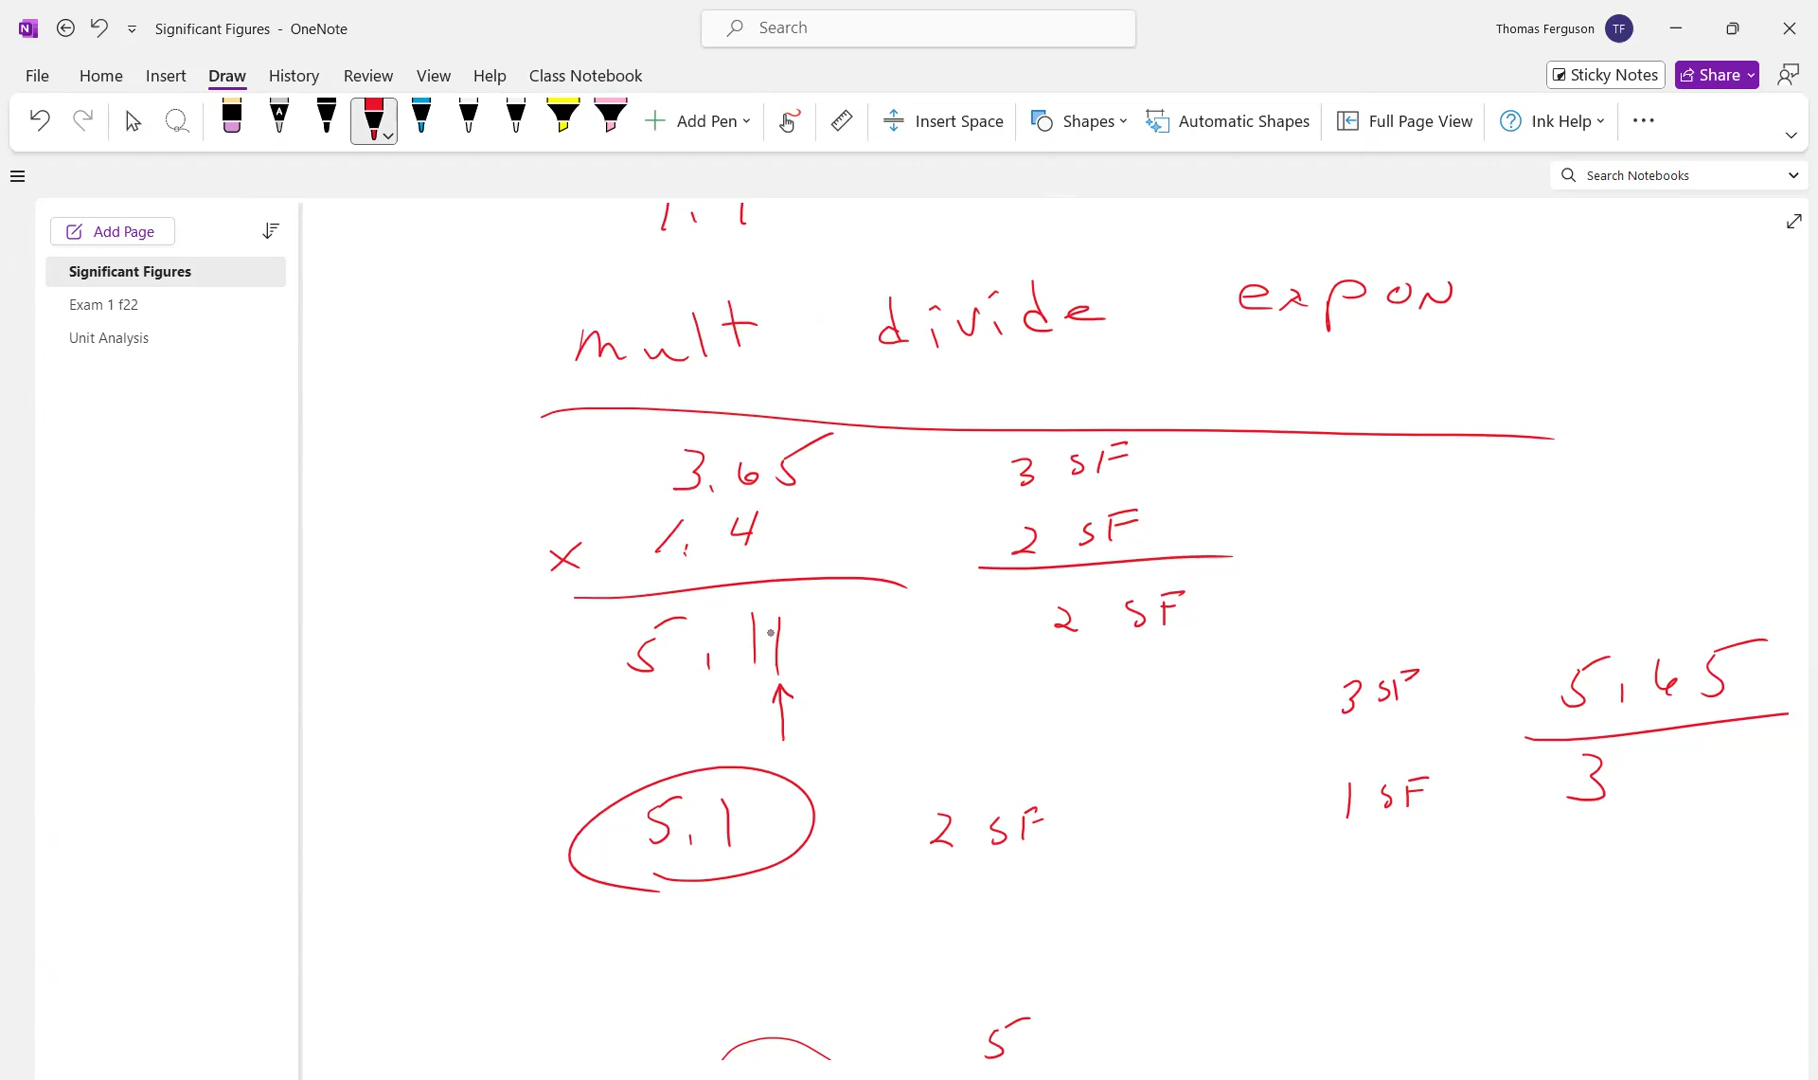 Significant Figures - OneNote
Search
Thomas Ferguson TF
File Home Insert Draw History Review View Help Class Notebook
Sticky Notes Share
A
Add Pen Insert Space Shapes Automatic Shapes Full Page View Ink Help
Search Notebooks
Add Page
Significant Figures
Exam 1 f22
Unit Analysis
mult divide expon
3.65 3 SF
x 1.4 2 SF
5.11 2 SF
3 SF 5.65
1 SF 3
5.1 2 SF
5